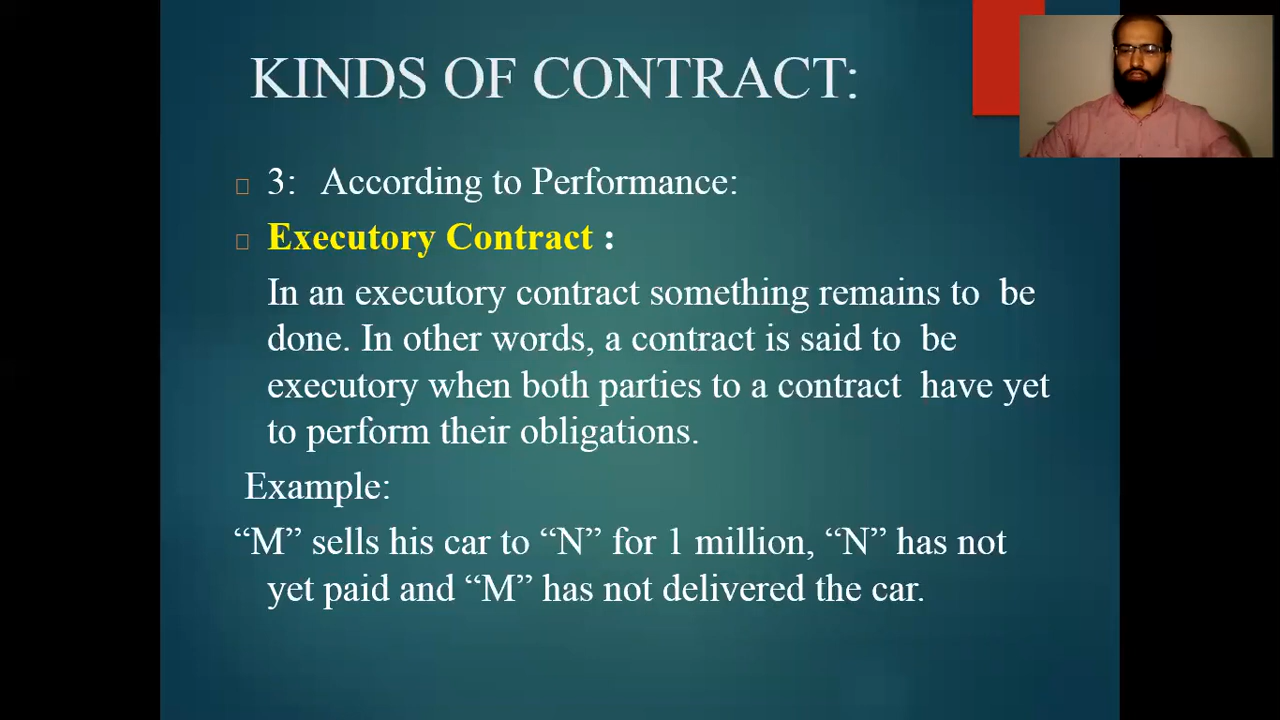 KINDS OF CONTRACT:
3: According to Performance:
Executory Contract :
In an executory contract something remains to be
done. In other words, a contract is said to be
executory when both parties to a contract have yet
to perform their obligations.
Example:
“M” sells his car to “N” for 1 million, “N” has not
yet paid and “M” has not delivered the car.